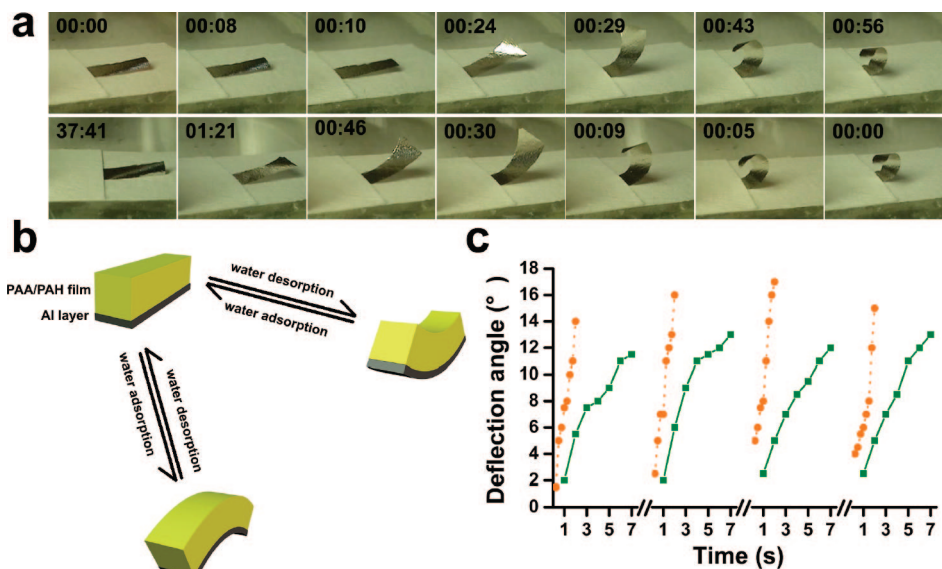 a
00:00 00:08 00:10 00:24 00:29 00:43 00:56
37:41 01:21 00:46 00:30 00:09 00:05 00:00
b
PAA/PAH film
Al layer
water desorption
water adsorption
water desorption
water adsorption
c
Deflection angle (°)
18
16
14
12
10
8
6
4
2
0
1 3 5 7 // 1 3 5 7 // 1 3 5 7 // 1 3 5 7
Time (s)